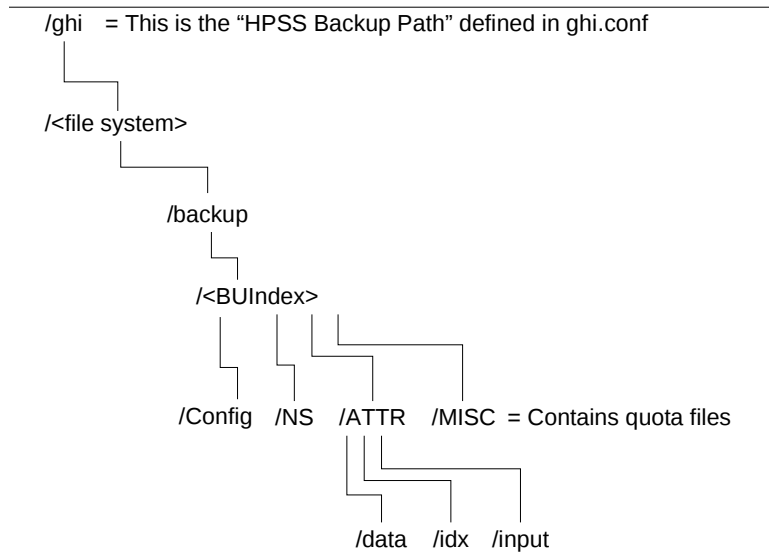 /ghi = This is the “HPSS Backup Path” defined in ghi.conf
/<file system>
/backup
/<BUIndex>
/Config /NS /ATTR /MISC = Contains quota files
/data /idx /input